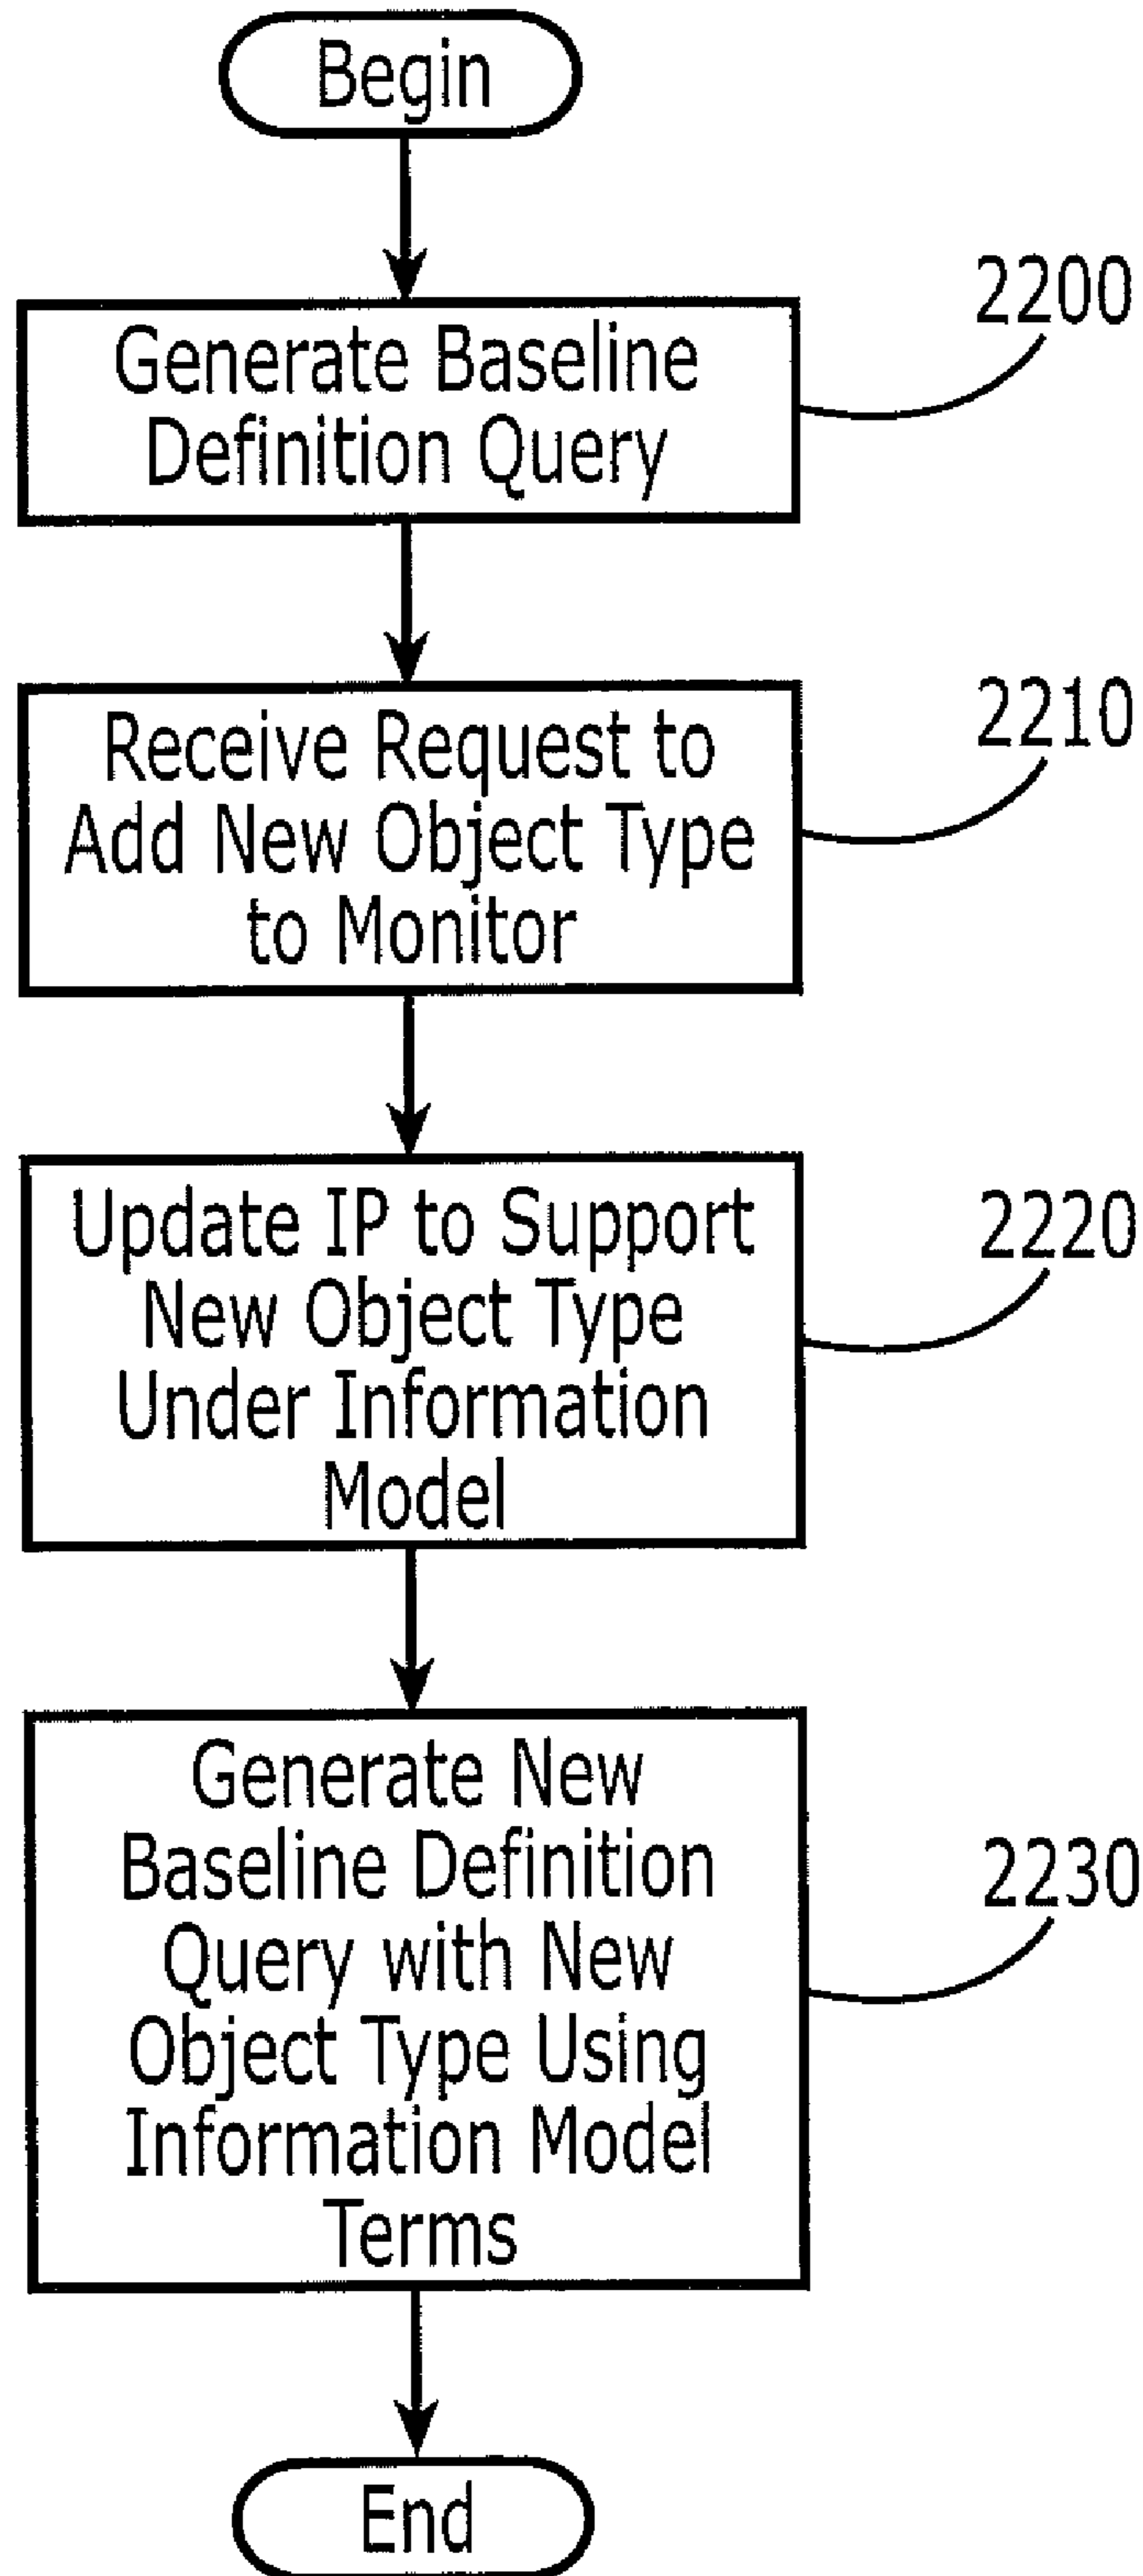 Begin
2200
Generate Baseline
Definition Query
2210
Receive Request to
Add New Object Type
to Monitor
2220
Update IP to Support
New Object Type
Under Information
Model
2230
Generate New
Baseline Definition
Query with New
Object Type Using
Information Model
Terms
End